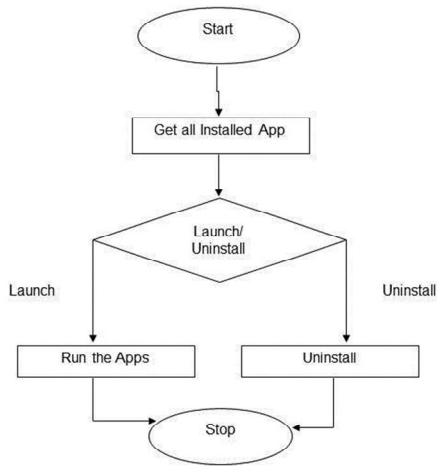 Start
Get all Installed App
Launch/
Uninstall
Launch
Uninstall
Run the Apps
Uninstall
Stop